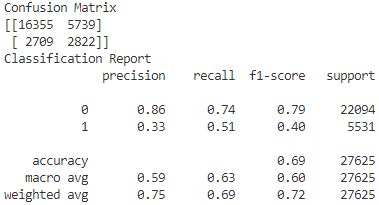 Confusion Matrix
[[16355 5739]
[ 2709 2822]]
Classification Report
precision recall f1-score support
0 0.86 0.74 0.79 22094
1 0.33 0.51 0.40 5531
accuracy 0.69 27625
macro avg 0.59 0.63 0.60 27625
weighted avg 0.75 0.69 0.72 27625